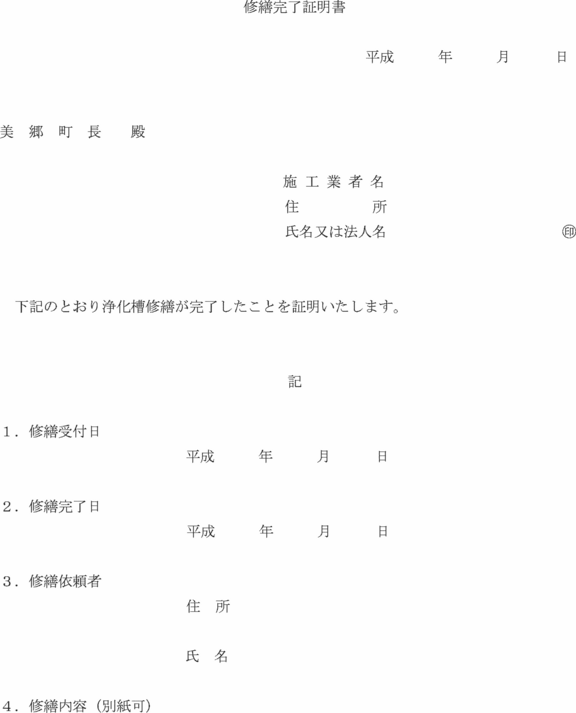 修繕完了証明書
平成　　　年　　　月　　　日
美　郷　町　長　　殿
施 工 業 者 名
住　　　　　所
氏名又は法人名　　　　　　　　　　　　㊞
下記のとおり浄化槽修繕が完了したことを証明いたします。
記
１．修繕受付日
平成　　　年　　　月　　　日
２．修繕完了日
平成　　　年　　　月　　　日
３．修繕依頼者
住　所
氏　名
４．修繕内容（別紙可）